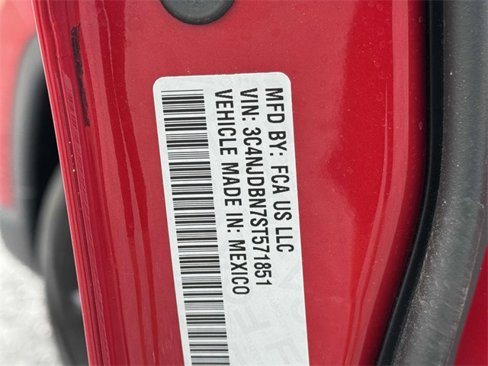 MFD BY: FCA US LLC
VIN: 3C4NJDBN7ST571851
VEHICLE MADE IN: MEXICO